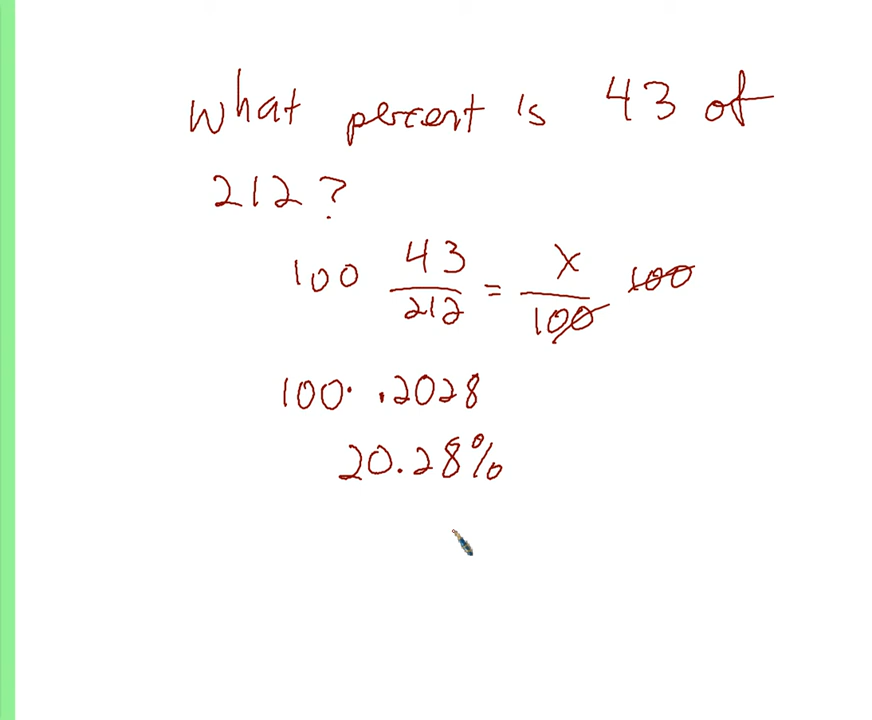 What percent is 43 of
212?
100 43/212 = x/100 100
100 · .2028
20.28%